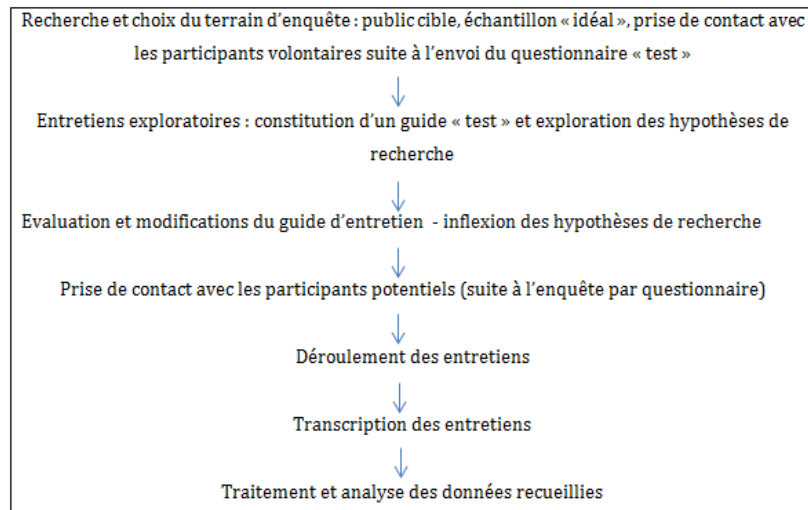 Recherche et choix du terrain d'enquête : public cible, échantillon « idéal », prise de contact avec
les participants volontaires suite à l'envoi du questionnaire « test »
Entretiens exploratoires : constitution d'un guide « test » et exploration des hypothèses de
recherche
Evaluation et modifications du guide d'entretien - inflexion des hypothèses de recherche
Prise de contact avec les participants potentiels (suite à l'enquête par questionnaire)
Déroulement des entretiens
Transcription des entretiens
Traitement et analyse des données recueillies